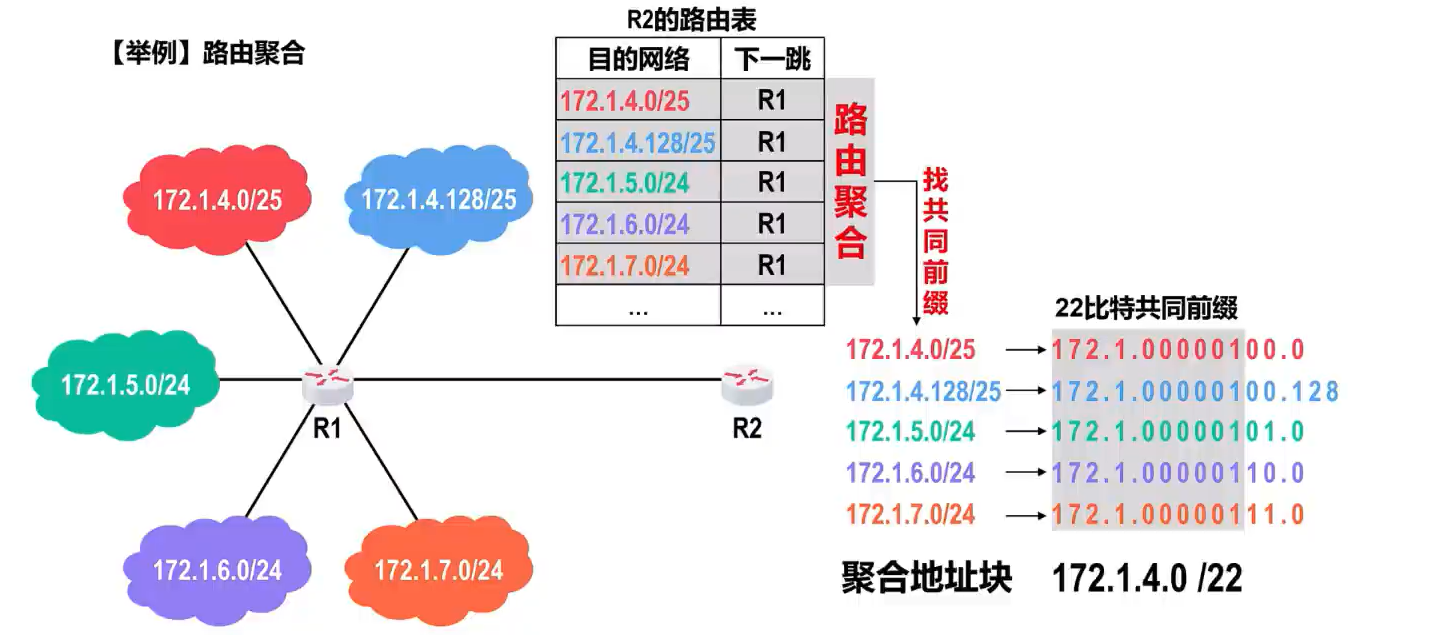 【举例】路由聚合
R2的路由表
目的网络 下一跳
172.1.4.0/25 R1
172.1.4.128/25 R1
172.1.5.0/24 R1
172.1.6.0/24 R1
172.1.7.0/24 R1
... ...
路由聚合
找共同前缀
172.1.4.0/25
172.1.4.128/25
172.1.5.0/24
R1
R2
172.1.6.0/24
172.1.7.0/24
22比特共同前缀
172.1.4.0/25 172.1.00000100.0
172.1.4.128/25 172.1.00000100.128
172.1.5.0/24 172.1.00000101.0
172.1.6.0/24 172.1.00000110.0
172.1.7.0/24 172.1.00000111.0
聚合地址块 172.1.4.0 /22